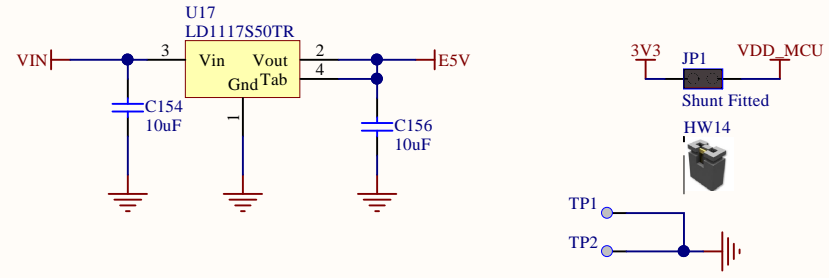 U17
LD1117S50TR
VIN
3
Vin
Vout
2
E5V
Gnd
Tab
4
1
C154
10uF
C156
10uF
3V3
JP1
VDD_MCU
Shunt Fitted
HW14
TP1
TP2